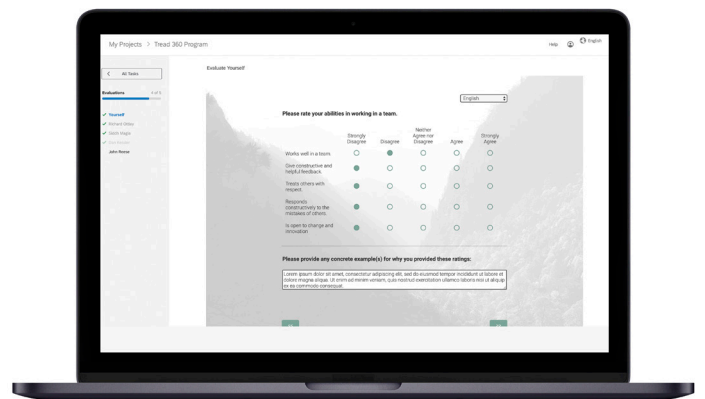 My Projects > Tread 360 Program
Help
English
All Tasks
Evaluate Yourself
Evaluations
4 of 5
Yourself
John Reese
English
Please rate your abilities in working in a team.
Strongly Disagree
Disagree
Neither Agree nor Disagree
Agree
Strongly Agree
Works well in a team.
Give constructive and
helpful feedback.
Treats others with
respect.
Responds
constructively to the
mistakes of others.
Is open to change and
innovation
Please provide any concrete example(s) for why you provided these ratings:
Lorem ipsum dolor sit amet, consectetur adipiscing elit, sed do eiusmod tempor incididunt ut labore et
dolore magna aliqua. Ut enim ad minim veniam, quis nostrud exercitation ullamco laboris nisi ut aliquip
ex ea commodo consequat.